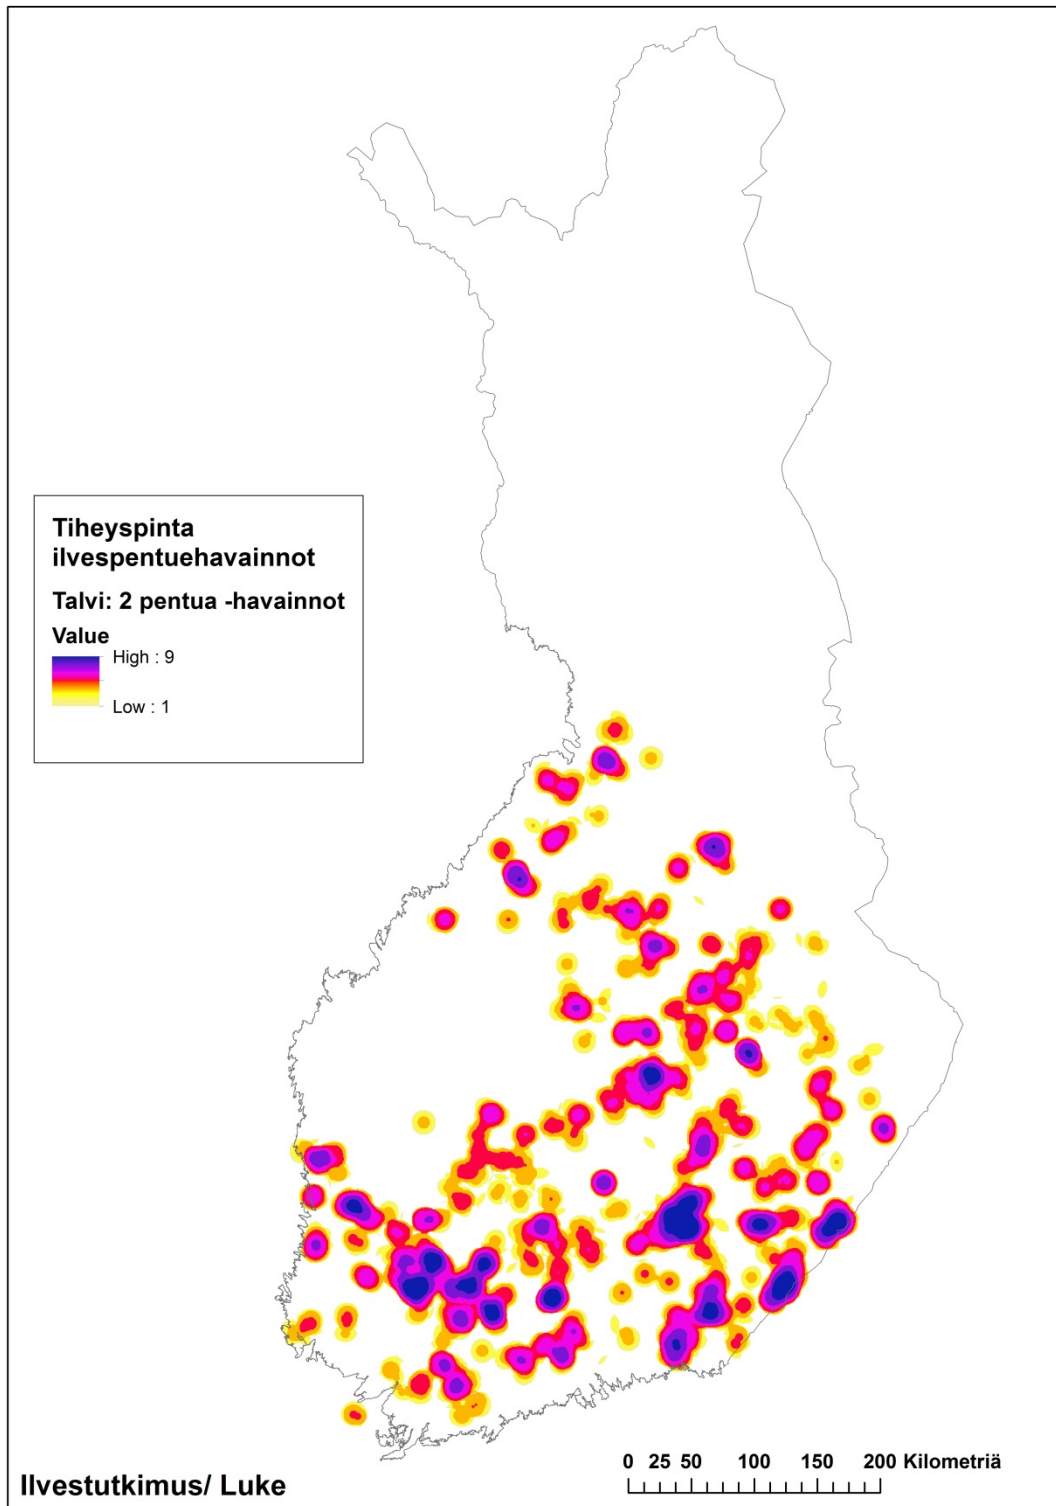 Tiheyspinta
ilvespentuehavainnot
Talvi: 2 pentua -havainnot
Value
High : 9
Low : 1
0 25 50 100 150 200 Kilometriä
Ilvestutkimus/ Luke